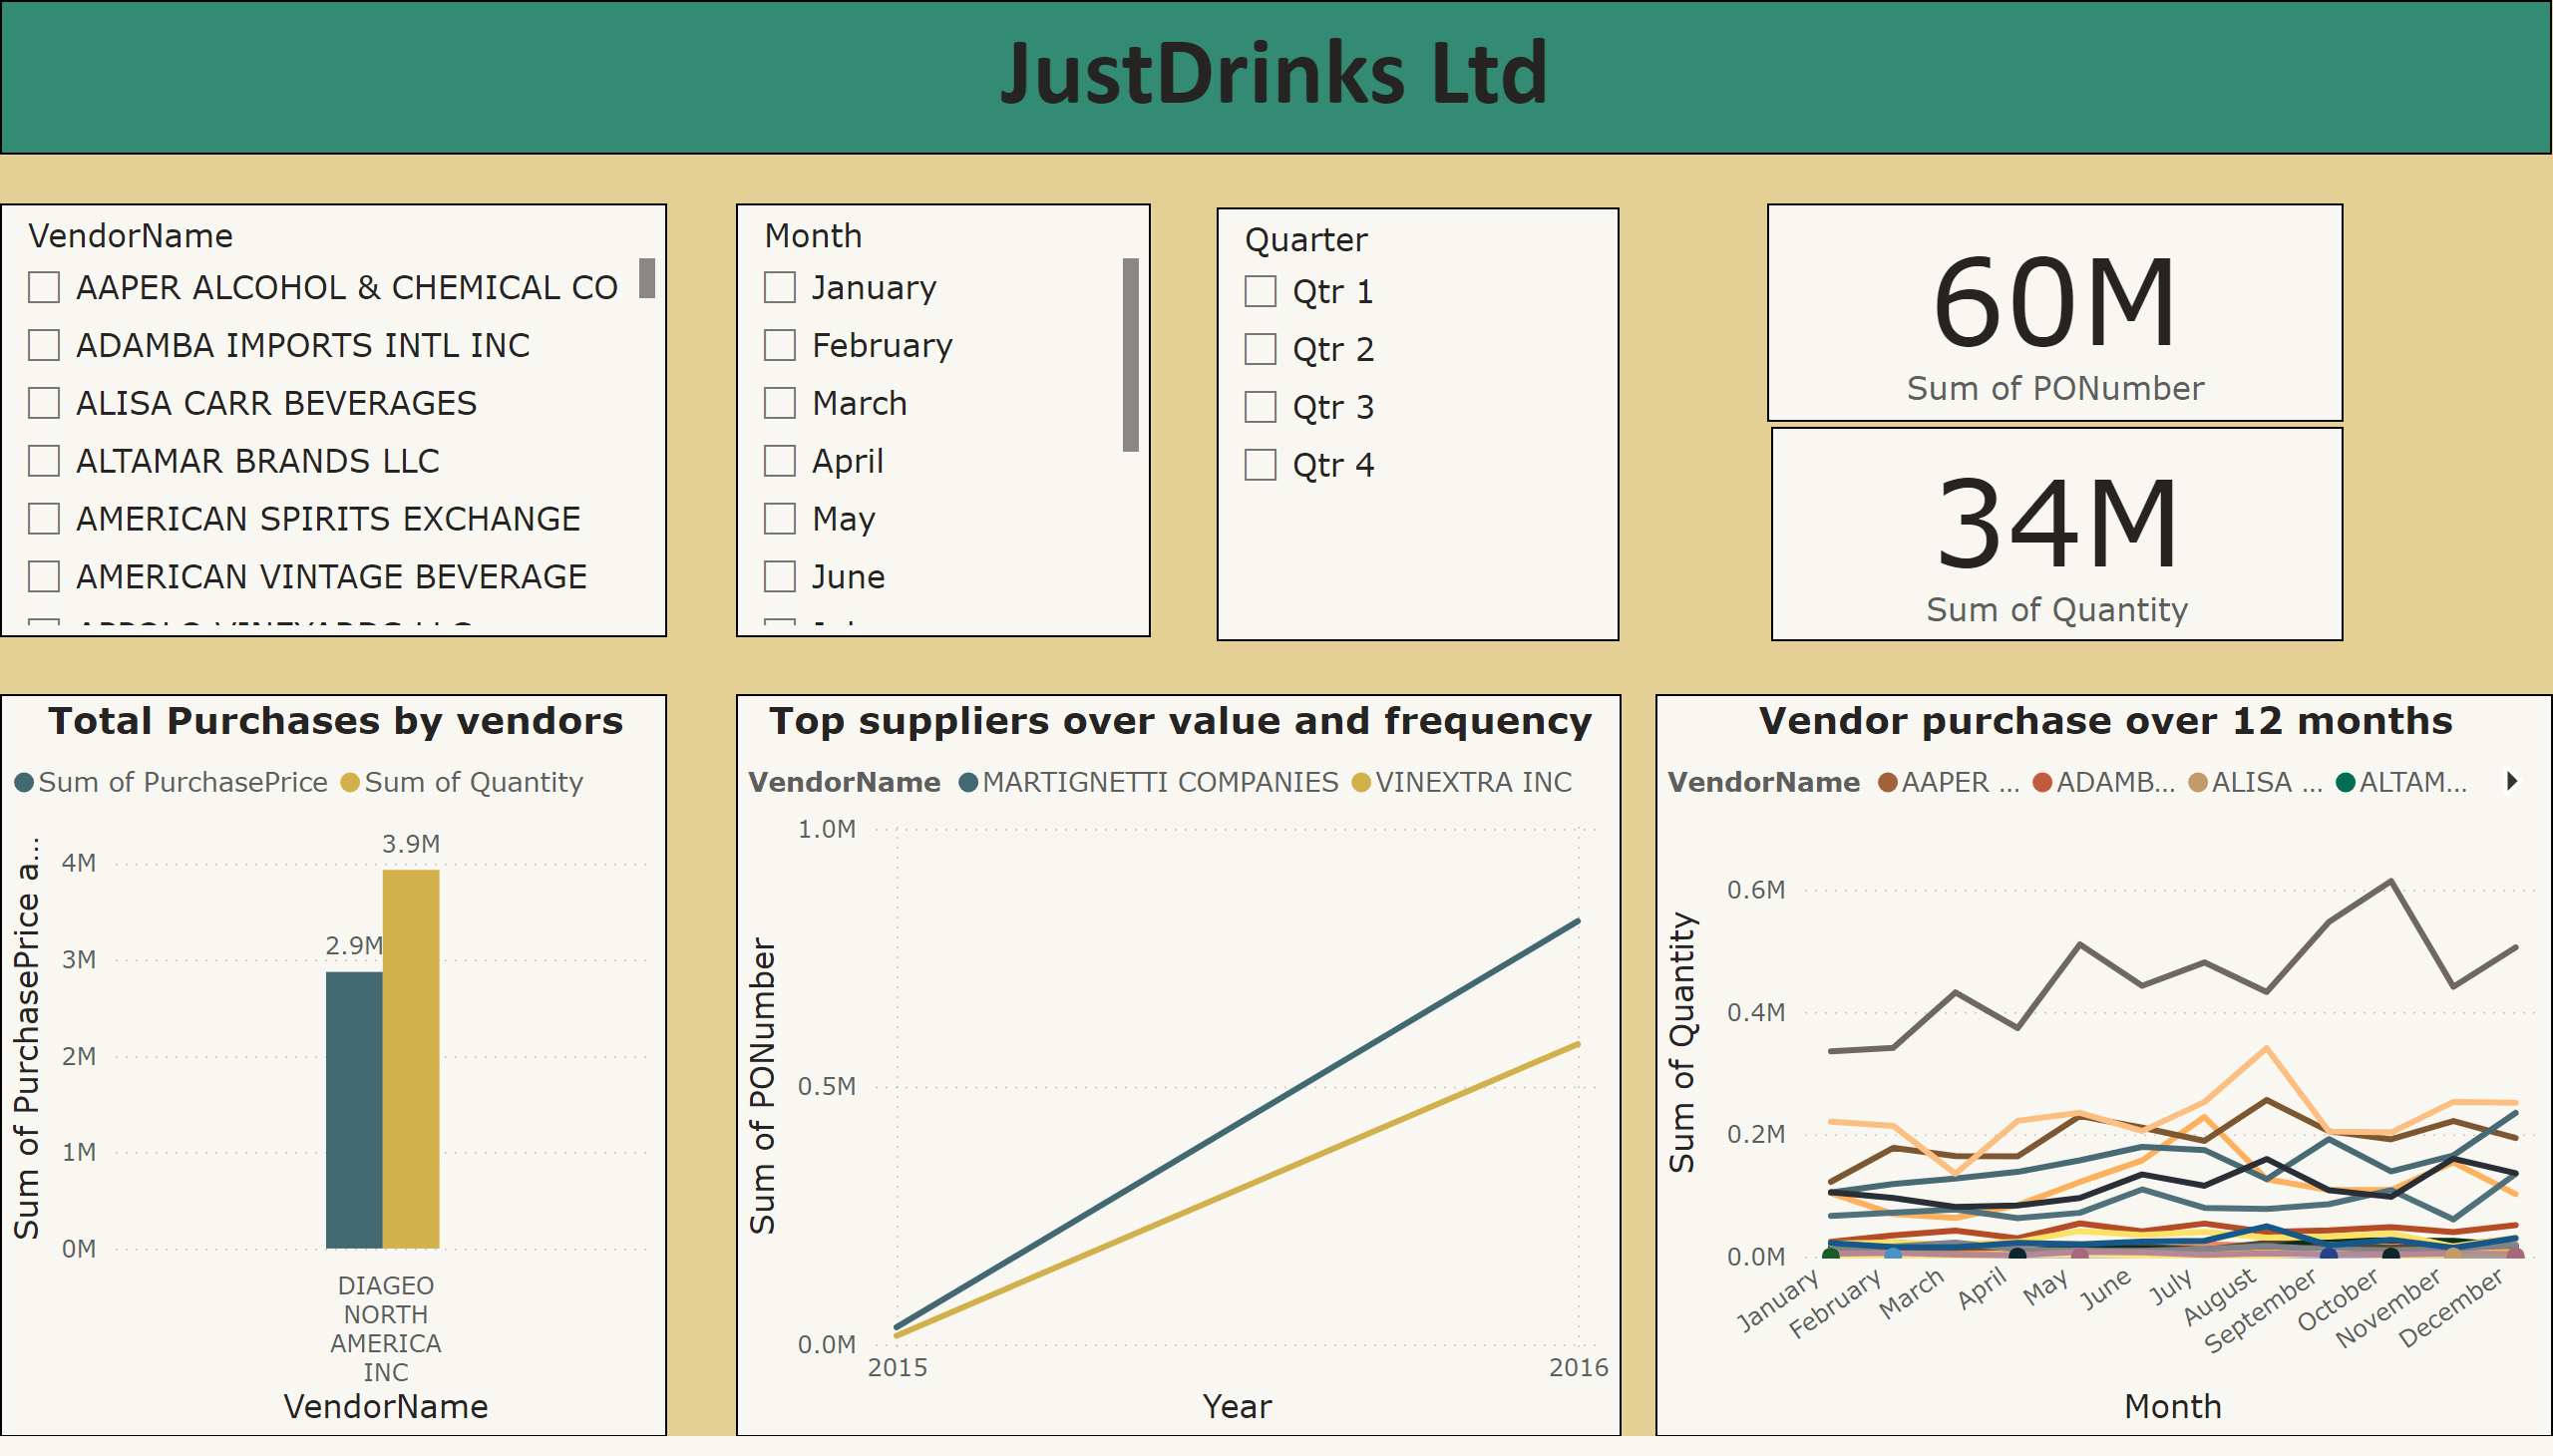 JustDrinks Ltd
VendorName
AAPER ALCOHOL & CHEMICAL CO
ADAMBA IMPORTS INTL INC
ALISA CARR BEVERAGES
ALTAMAR BRANDS LLC
AMERICAN SPIRITS EXCHANGE
AMERICAN VINTAGE BEVERAGE
Month
January
February
March
April
May
June
Quarter
Qtr 1
Qtr 2
Qtr 3
Qtr 4
60M
Sum of PONumber
34M
Sum of Quantity
Total Purchases by vendors
Sum of PurchasePrice Sum of Quantity
Sum of PurchasePrice a...
4M
3M
2M
1M
0M
3.9M
2.9M
DIAGEO
NORTH
AMERICA
INC
VendorName
Top suppliers over value and frequency
VendorName MARTIGNETTI COMPANIES VINEXTRA INC
Sum of PONumber
1.0M
0.5M
0.0M
2015 2016
Year
Vendor purchase over 12 months
VendorName AAPER ... ADAMB... ALISA ... ALTAM...
Sum of Quantity
0.6M
0.4M
0.2M
0.0M
January
February
March
April
May
June
July
August
September
October
November
December
Month